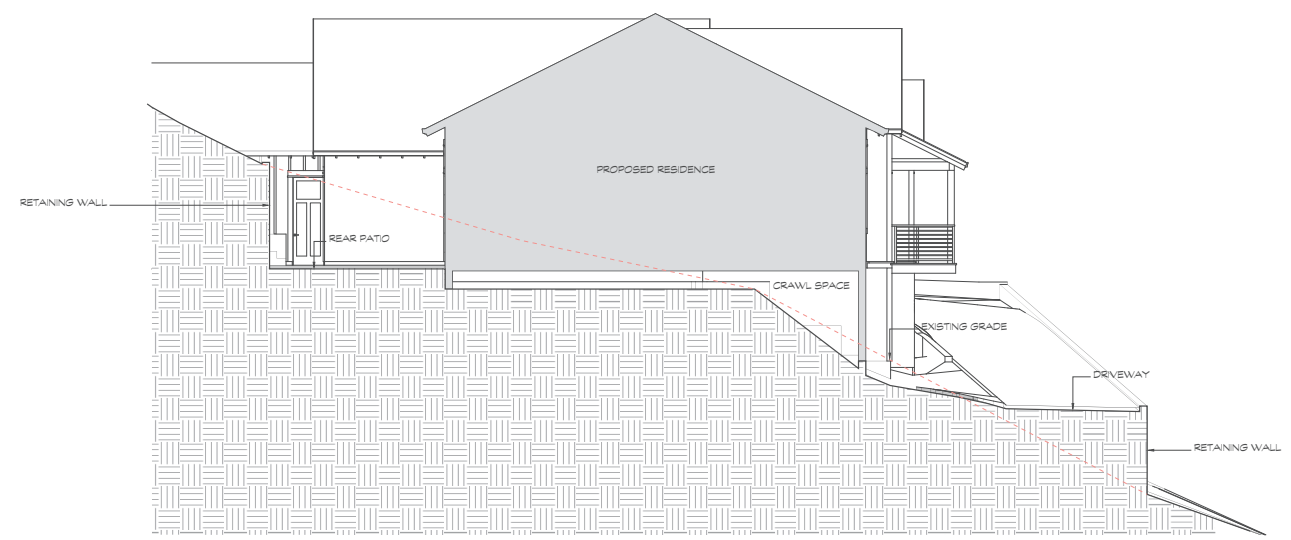 PROPOSED RESIDENCE
RETAINING WALL
REAR PATIO
CRAWL SPACE
EXISTING GRADE
DRIVEWAY
RETAINING WALL